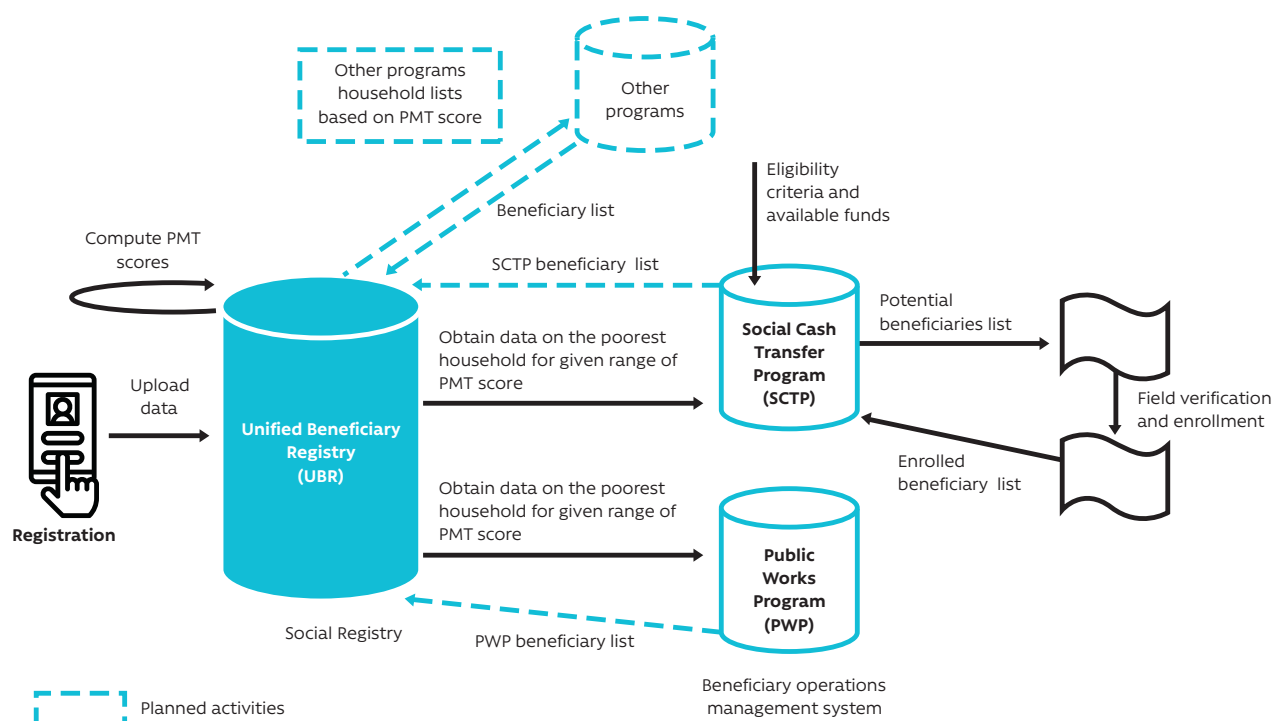 Other programs
household lists
based on PMT score
Other
programs
Eligibility
criteria and
available funds
Beneficiary list
Compute PMT
scores
SCTP beneficiary list
Potential
beneficiaries list
Obtain data on the poorest
household for given range of
PMT score
Social Cash
Transfer
Program
(SCTP)
Upload
data
Unified Beneficiary
Registry
(UBR)
Field verification
and enrollment
Enrolled
beneficiary list
Obtain data on the poorest
household for given range of
PMT score
Registration
Public
Works
Program
(PWP)
Social Registry
PWP beneficiary list
Beneficiary operations
management system
Planned activities